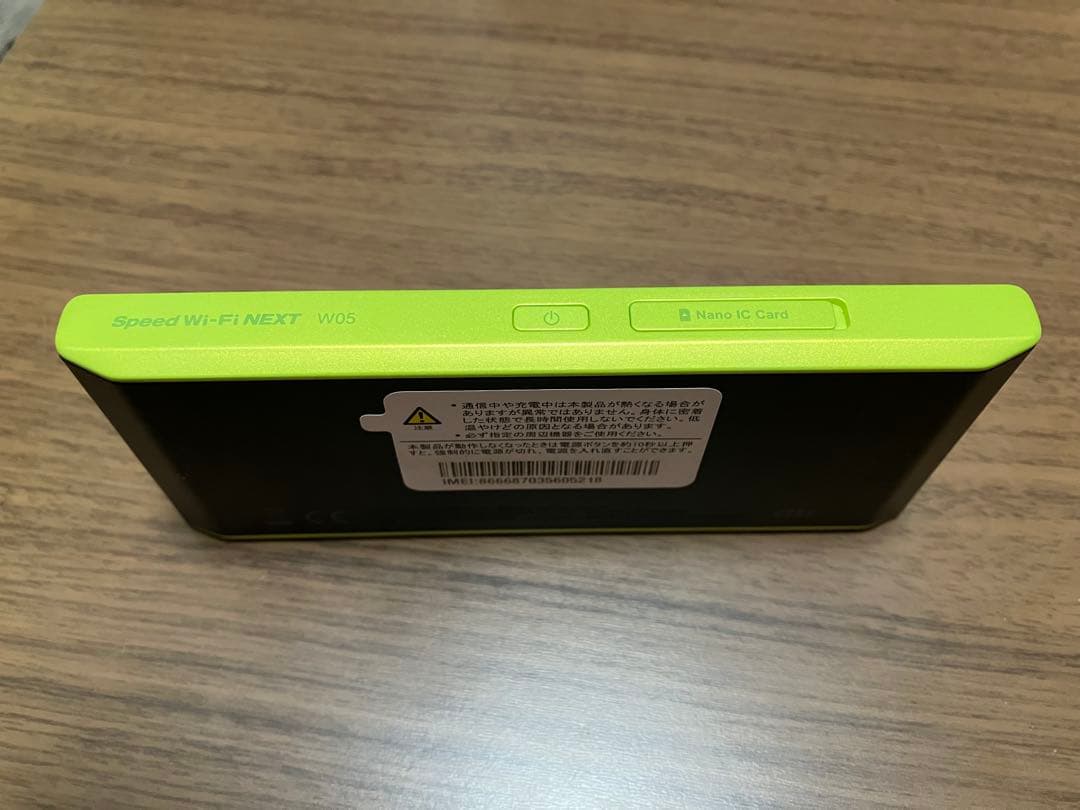 Speed Wi-Fi NEXT W05
Nano IC Card
注意
・通信中や充電中は本製品が熱くなる場合が
ありますが異常ではありません。身体に密着
した状態で長時間使用しないでください。低
温やけどの原因となる場合があります。
・必ず指定の周辺機器をご使用ください。
本製品が動作しなくなったときは電源ボタンを約10秒以上押
すと、強制的に電源が切れ、電源を入れ直すことができます。
IMEI:866687035605218
CE